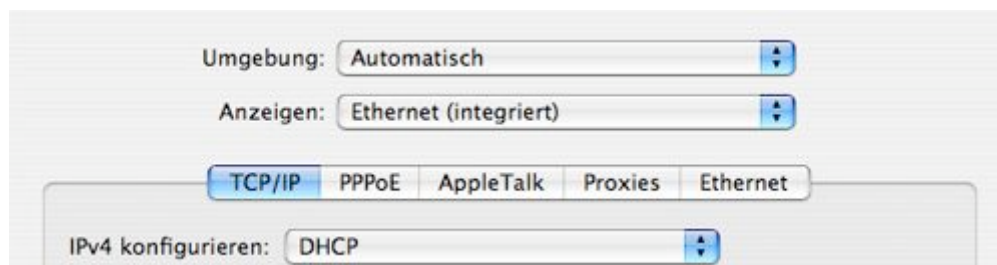 Umgebung: Automatisch
Anzeigen: Ethernet (integriert)
TCP/IP PPPoE AppleTalk Proxies Ethernet
IPv4 konfigurieren: DHCP